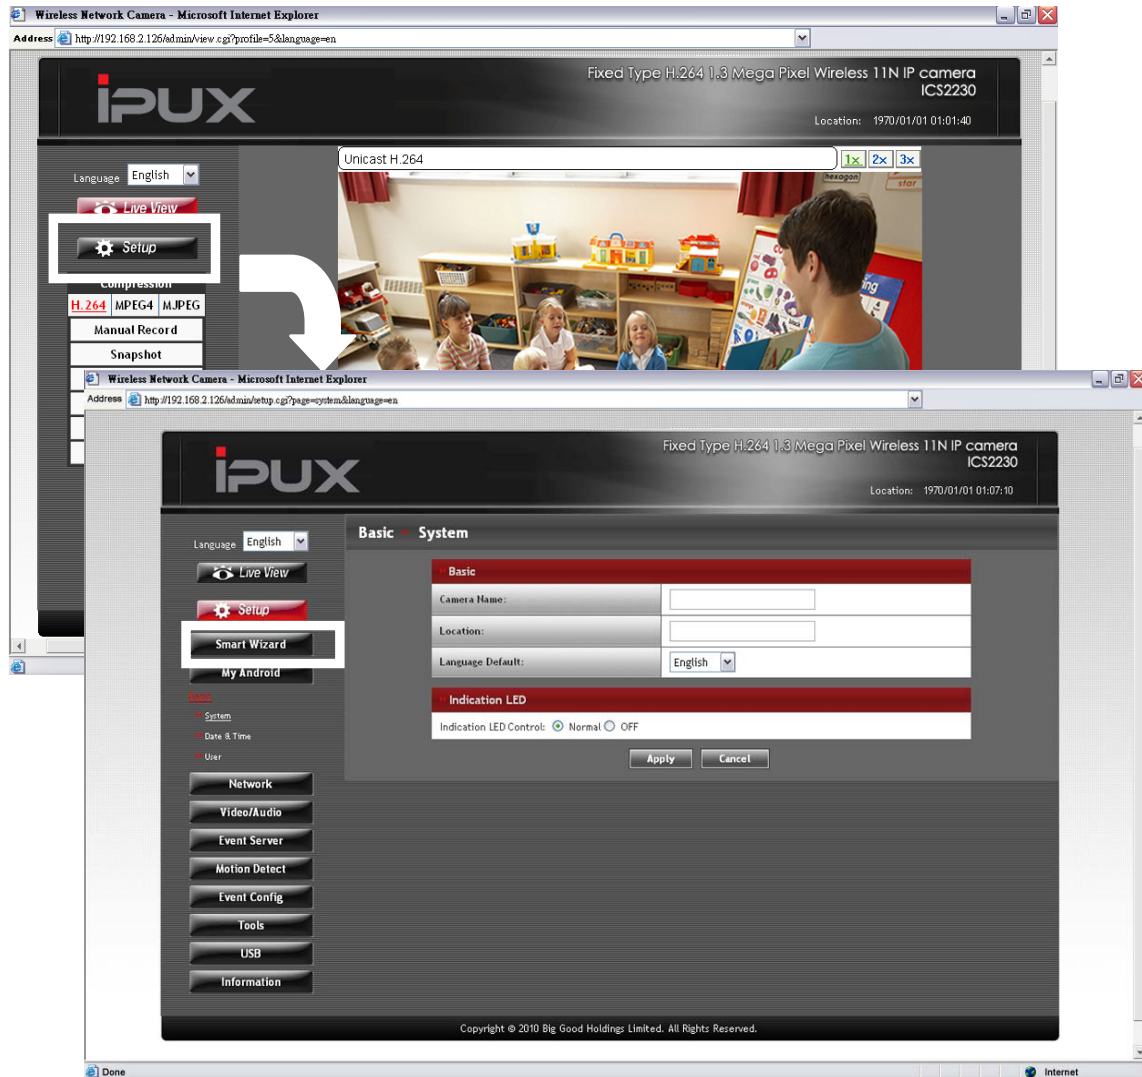 Wireless Network Camera - Microsoft Internet Explorer
Address http://192.168.2.126/admin/view.cgi?profile=5&language=en
iPUX
Fixed Type H.264 1.3 Mega Pixel Wireless 11N IP camera
ICS2230
Location: 1970/01/01 01:01:40
Language English
Live View
Setup
Compression
H.264 MPEG4 MJPEG
Manual Record
Snapshot
Unicast H.264
1x 2x 3x
hexagon
star
Wireless Network Camera - Microsoft Internet Explorer
Address http://192.168.2.126/admin/setup.cgi?page=system&language=en
iPUX
Fixed Type H.264 1.3 Mega Pixel Wireless 11N IP camera
ICS2230
Location: 1970/01/01 01:07:10
Language English
Live View
Setup
Smart Wizard
My Android
Basic
System
Date & Time
User
Network
Video/Audio
Event Server
Motion Detect
Event Config
Tools
USB
Information
Basic System
Basic
Camera Name:
Location:
Language Default: English
Indication LED
Indication LED Control: Normal OFF
Apply Cancel
Copyright © 2010 Big Good Holdings Limited. All Rights Reserved.
Done Internet